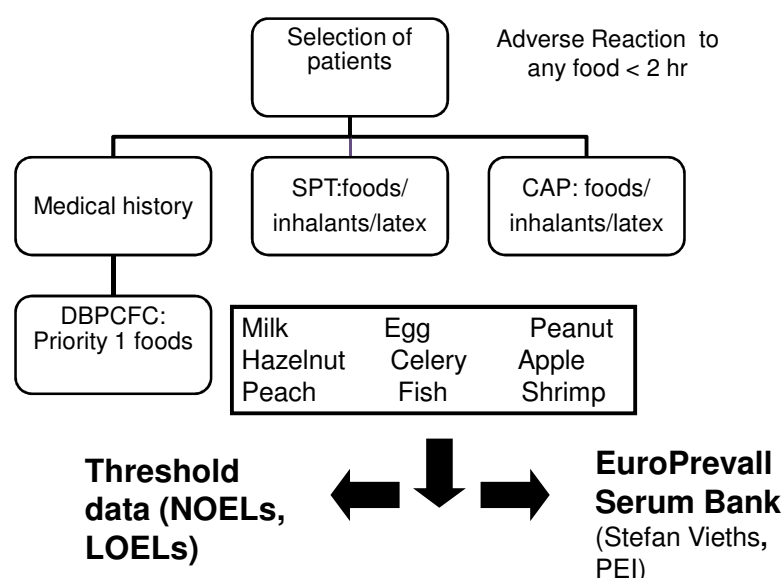 Selection of
patients
Adverse Reaction to
any food < 2 hr
Medical history
SPT:foods/
inhalants/latex
CAP: foods/
inhalants/latex
DBPCFC:
Priority 1 foods
Milk Egg Peanut
Hazelnut Celery Apple
Peach Fish Shrimp
Threshold
data (NOELs,
LOELs)
EuroPrevall
Serum Bank
(Stefan Vieths,
PEI)